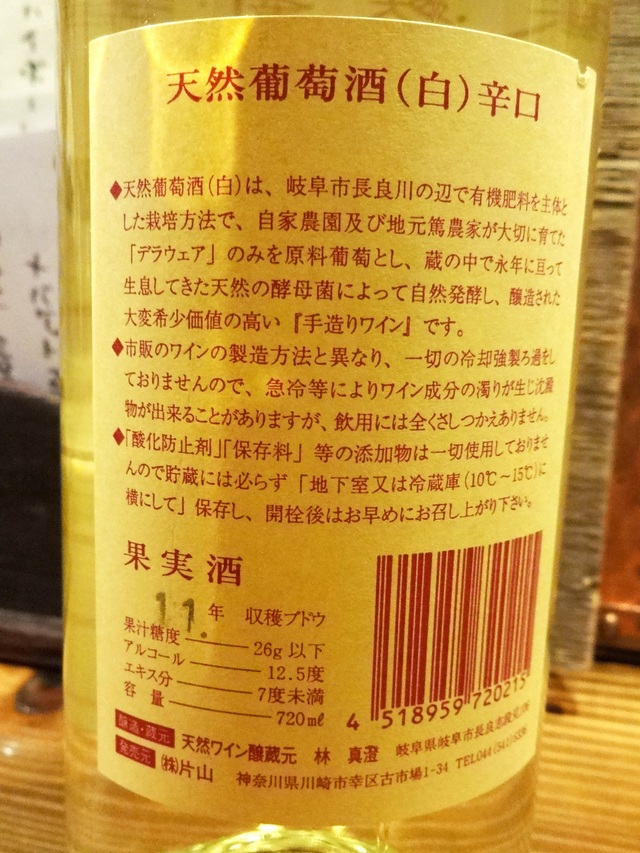 天然葡萄酒(白)辛口
◆天然葡萄酒(白)は、岐阜市長良川の辺で有機肥料を主体と
した栽培方法で、自家農園及び地元篤農家が大切に育てた
「デラウェア」のみを原料葡萄とし、蔵の中で永年に亘って
生息してきた天然の酵母菌によって自然発酵し、醸造された
大変希少価値の高い『手造りワイン』です。
◆市販のワインの製造方法と異なり、一切の冷却強製ろ過をし
ておりませんので、急冷等によりワイン成分の濁りが生じ沈澱
物が出来ることがありますが、飲用には全くさしつかえありません。
◆「酸化防止剤」「保存料」等の添加物は一切使用しておりませ
んので貯蔵には必らず「地下室又は冷蔵庫(10℃～15℃)に
横にして」保存し、開栓後はお早めにお召し上がり下さい。
果実酒
11.年 収穫ブドウ
果汁糖度 26g以下
アルコール 12.5度
エキス分 7度未満
容量 720㎖
4 518959 720215
醸造・蔵元 天然ワイン醸蔵元 林 真澄 岐阜県岐阜市長良志段見
発売元 ㈱片山 神奈川県川崎市幸区古市場1-34 TEL044